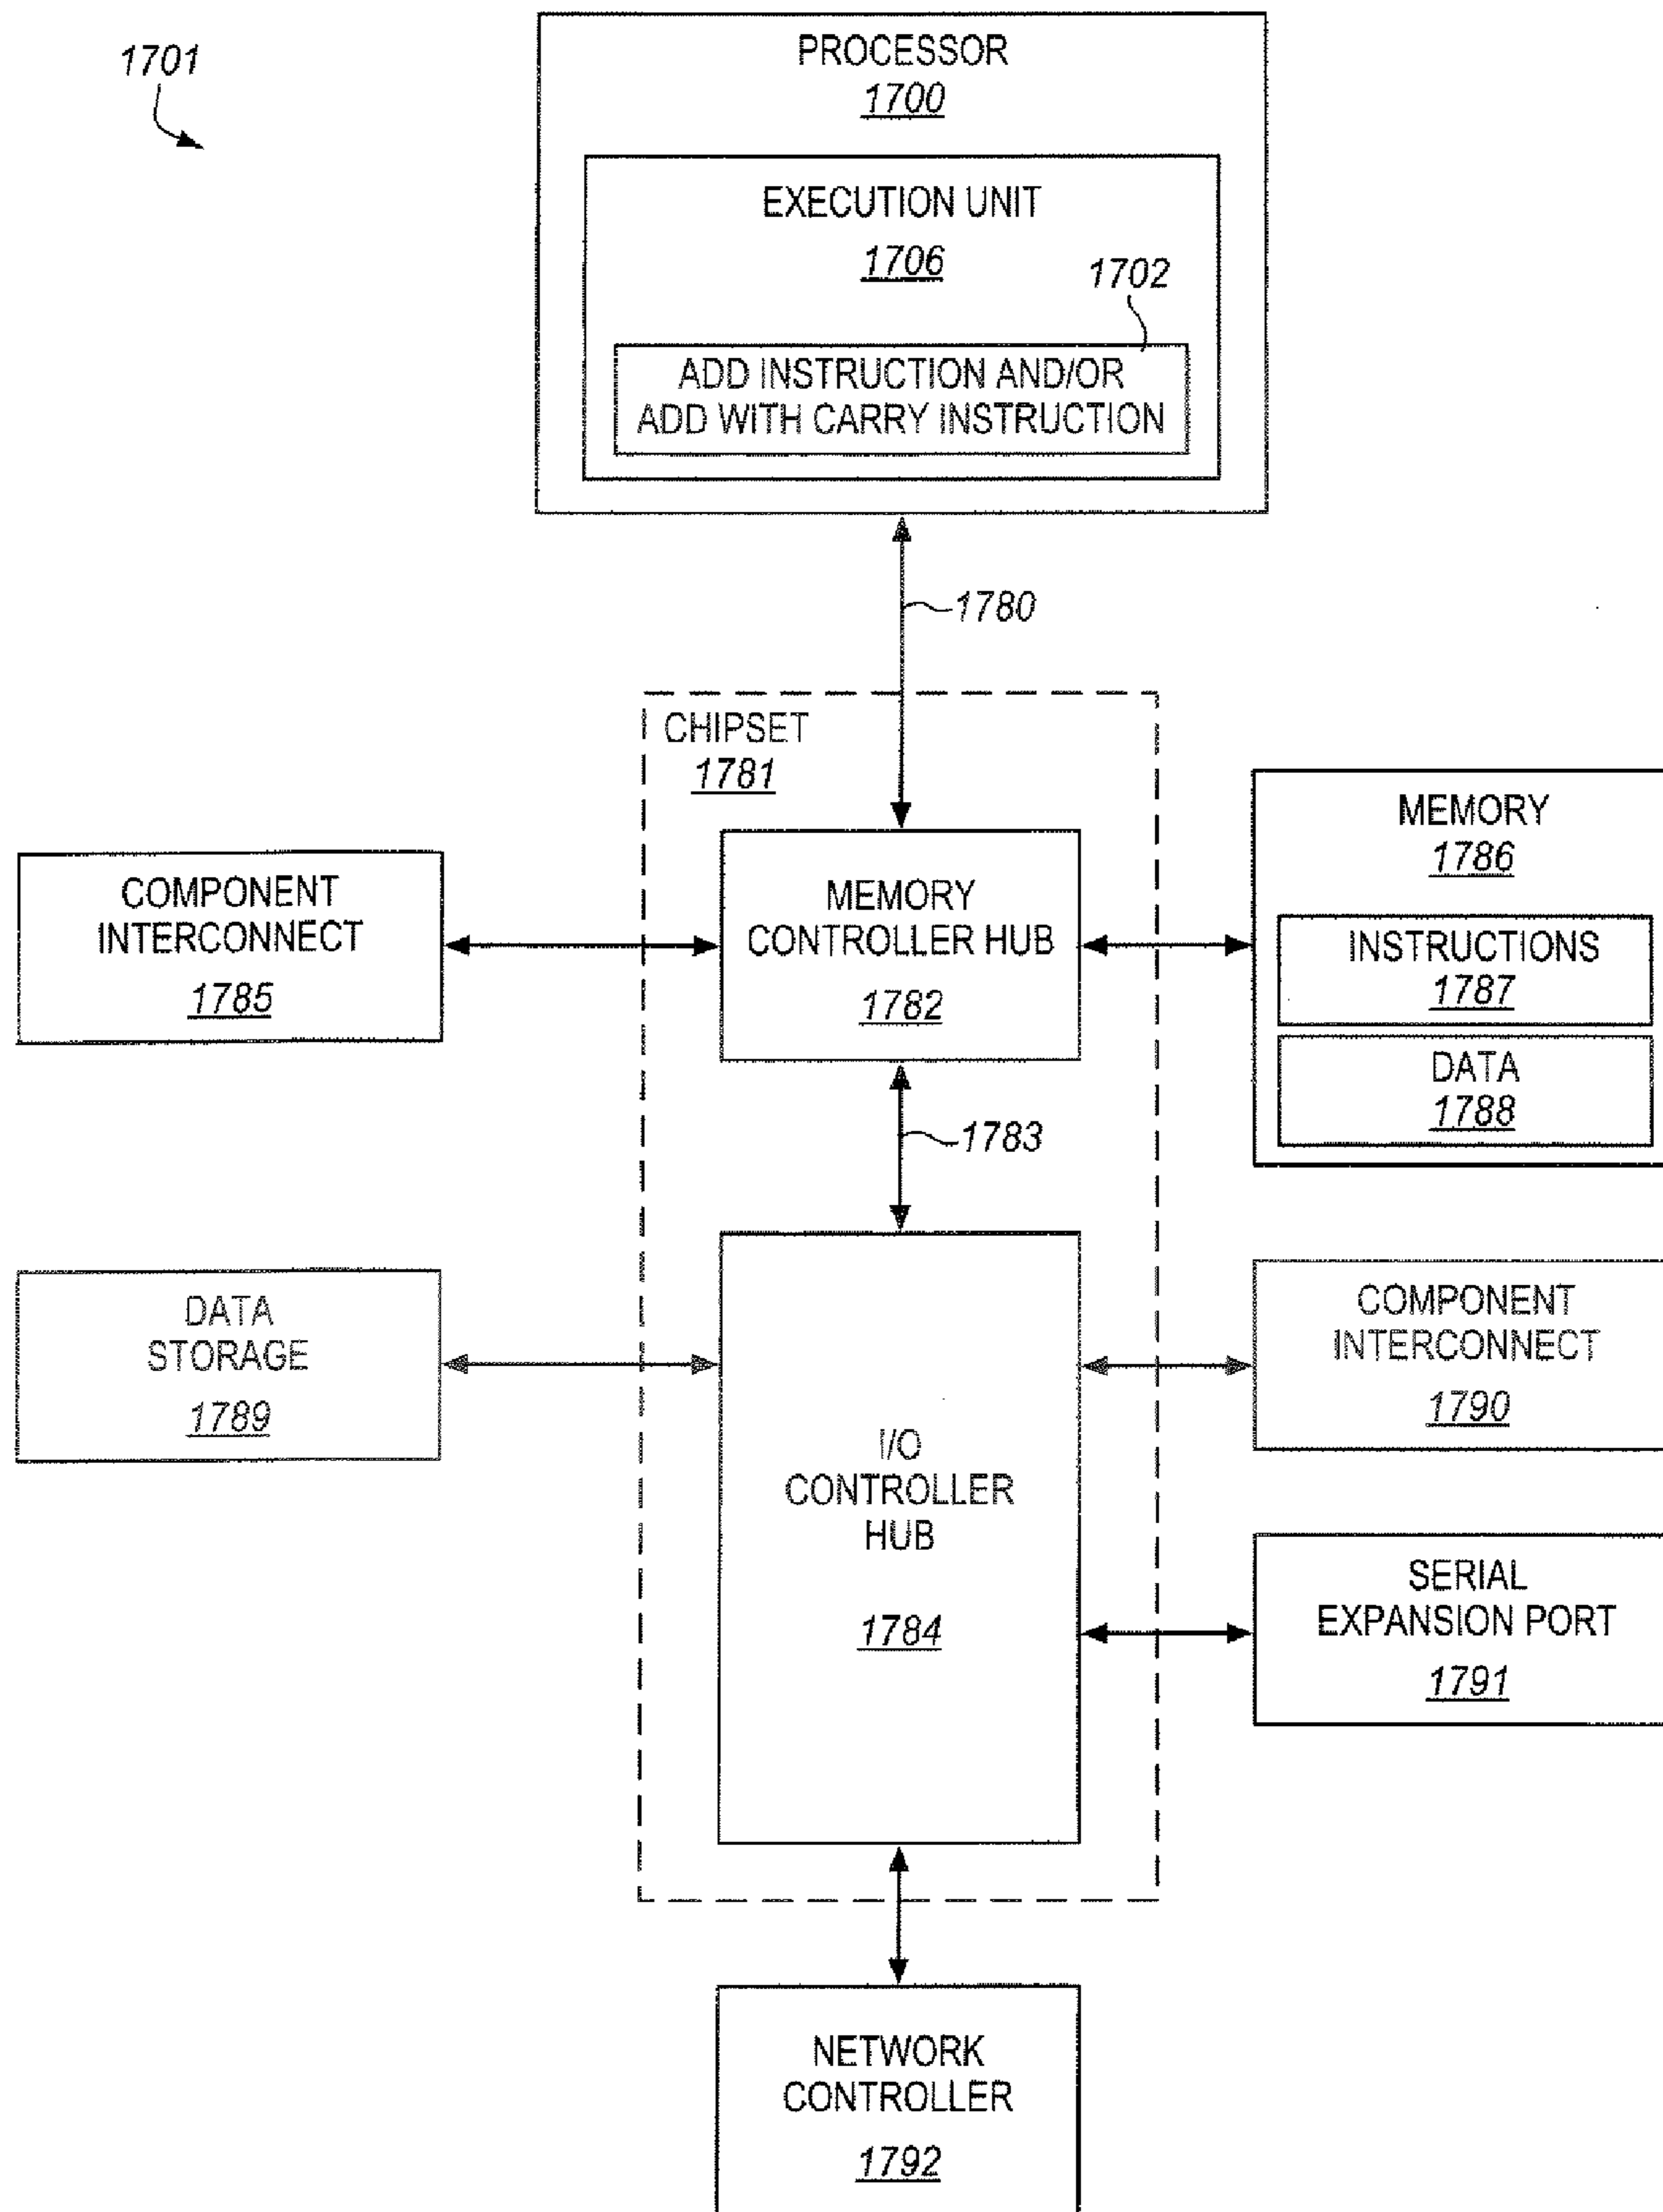 1701
PROCESSOR
1700
EXECUTION UNIT
1706
1702
ADD INSTRUCTION AND/OR
ADD WITH CARRY INSTRUCTION
1780
CHIPSET
1781
COMPONENT
INTERCONNECT
1785
MEMORY
CONTROLLER HUB
1782
MEMORY
1786
INSTRUCTIONS
1787
DATA
1788
1783
DATA
STORAGE
1789
I/O
CONTROLLER
HUB
1784
COMPONENT
INTERCONNECT
1790
SERIAL
EXPANSION PORT
1791
NETWORK
CONTROLLER
1792